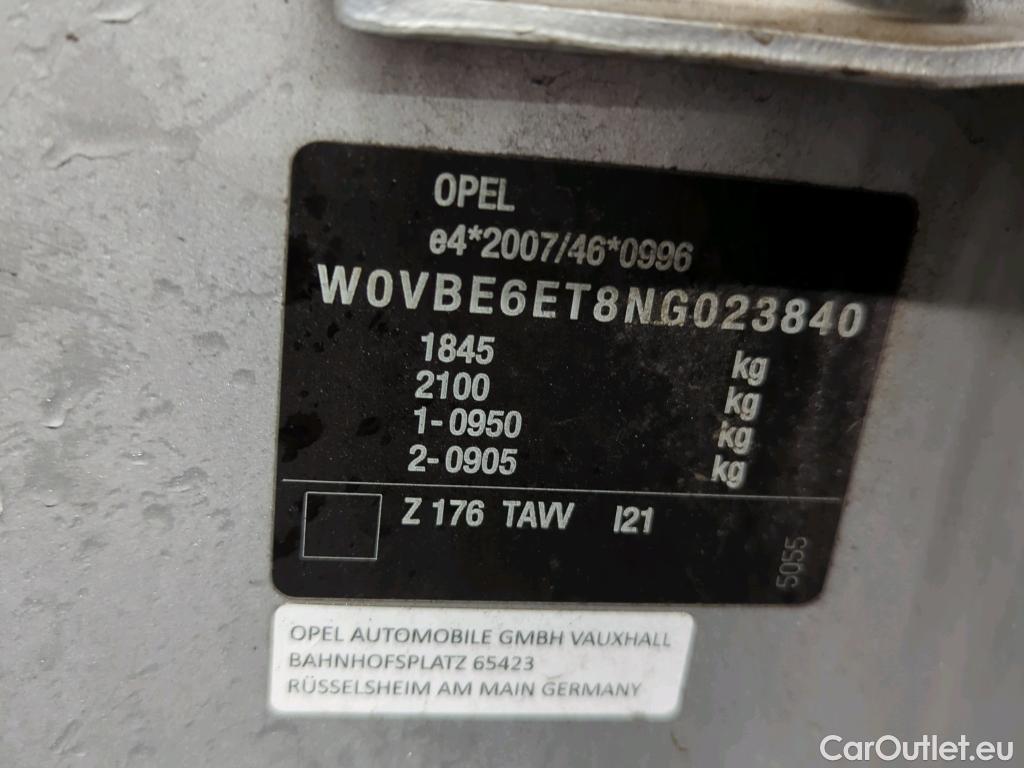 OPEL
e4*2007/46*0996
W0VBE6ET8NG023840
1845 kg
2100 kg
1-0950 kg
2-0905 kg
Z 176 TAVV I21
5055
OPEL AUTOMOBILE GMBH VAUXHALL
BAHNHOFSPLATZ 65423
RÜSSELSHEIM AM MAIN GERMANY
CarOutlet.eu